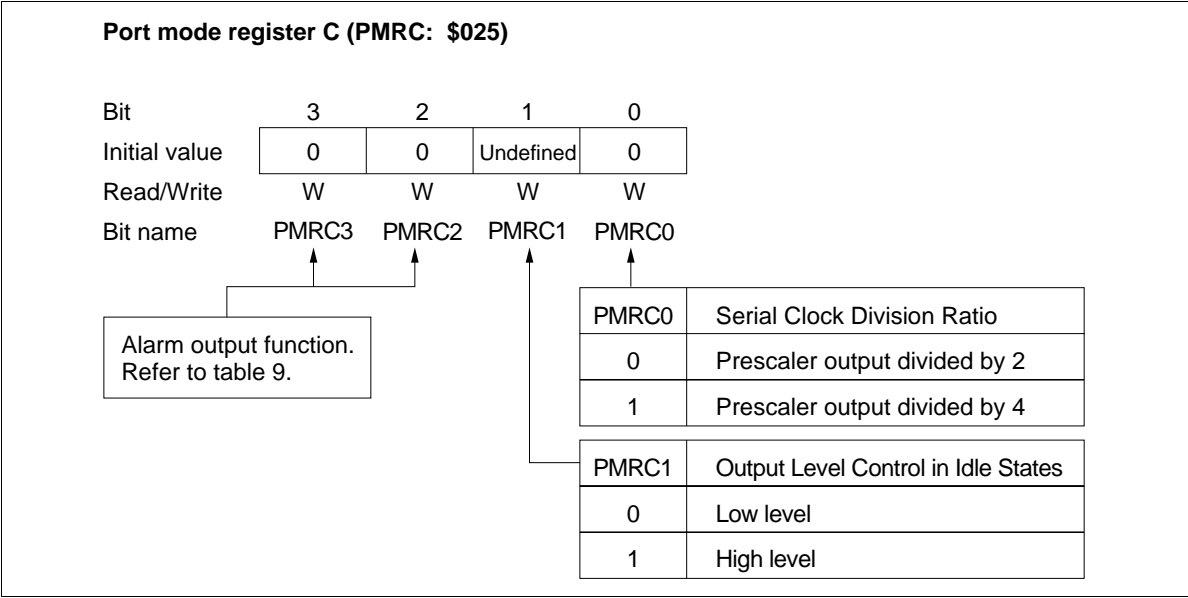 Port mode register C (PMRC: $025)
Bit 3 2 1 0
Initial value 0 0 Undefined 0
Read/Write W W W W
Bit name PMRC3 PMRC2 PMRC1 PMRC0
Alarm output function.
Refer to table 9.
PMRC0 Serial Clock Division Ratio
0 Prescaler output divided by 2
1 Prescaler output divided by 4
PMRC1 Output Level Control in Idle States
0 Low level
1 High level